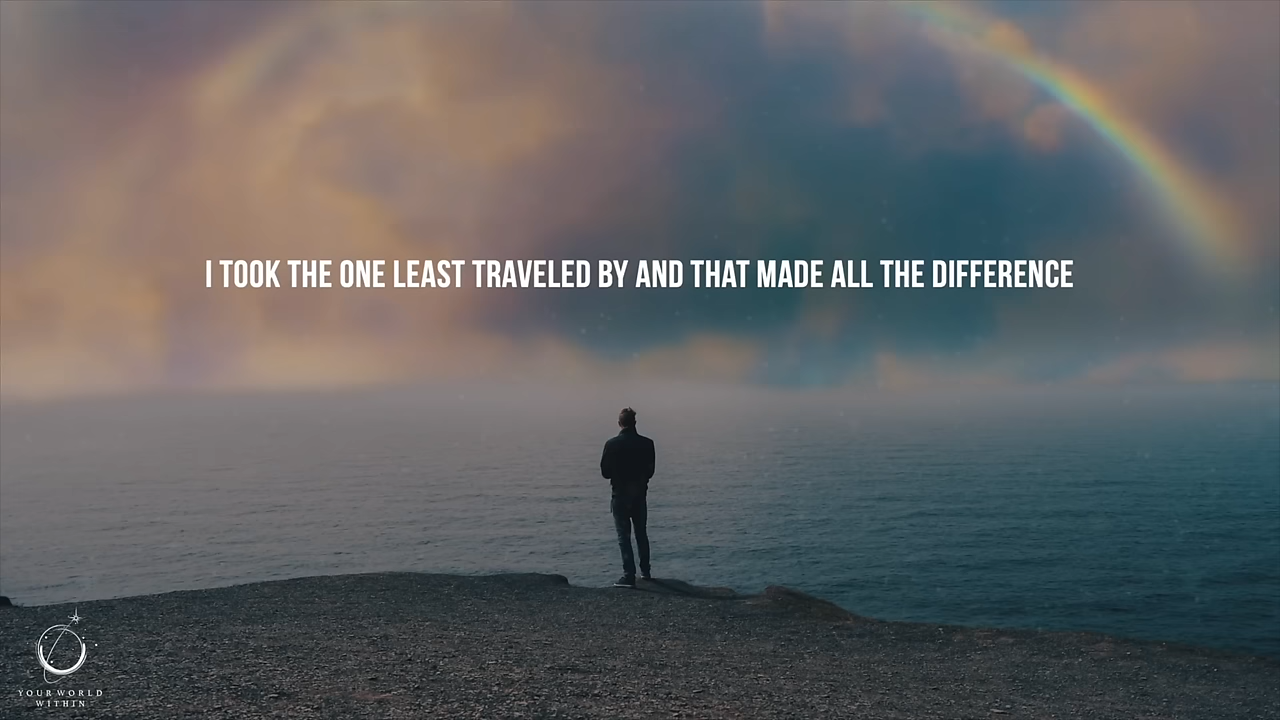 I TOOK THE ONE LEAST TRAVELED BY AND THAT MADE ALL THE DIFFERENCE
YOUR WORLD
WITHIN